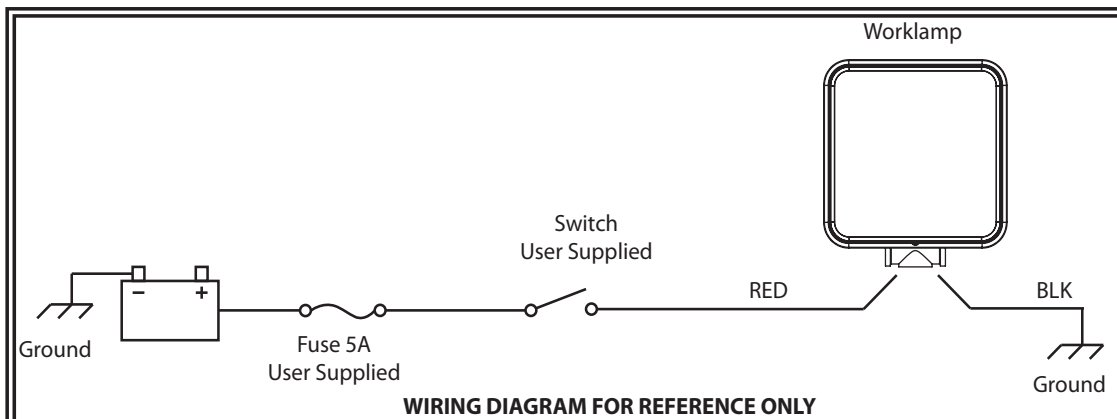 Worklamp
Switch
User Supplied
− +
RED
BLK
Ground
Fuse 5A
User Supplied
Ground
WIRING DIAGRAM FOR REFERENCE ONLY